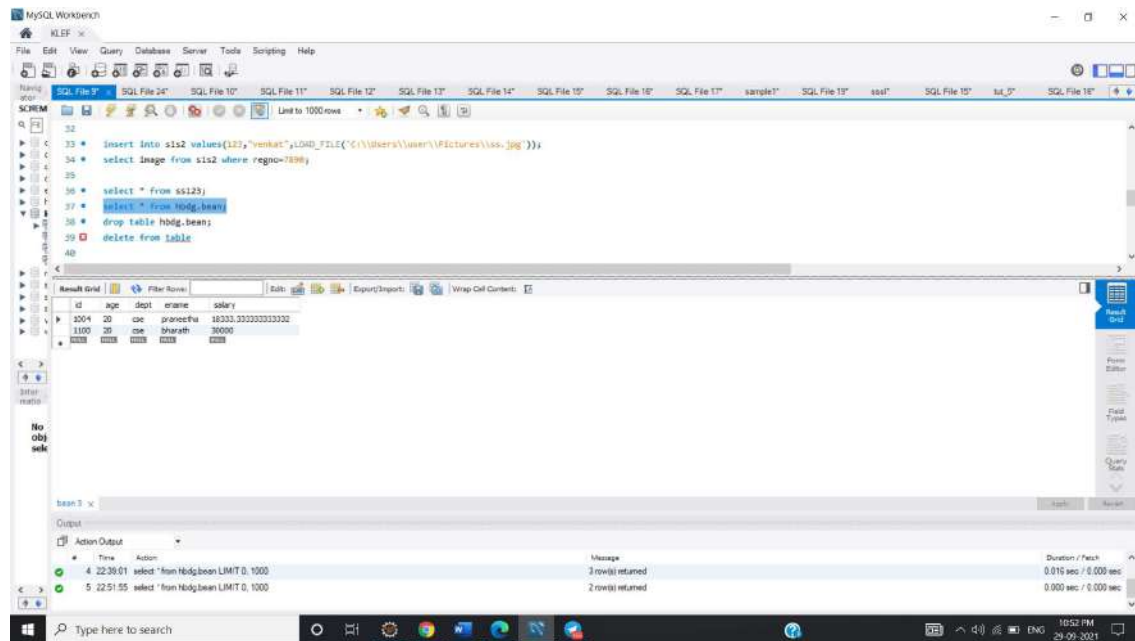 MySQL Workbench
KLEF ×
File Edit View Query Database Server Tools Scripting Help
SQL File 9* × SQL File 24* SQL File 10* SQL File 11* SQL File 12* SQL File 13* SQL File 14* SQL File 15* SQL File 16* SQL File 17* sample1* SQL File 19* SQL File 15* SQL File 16*
SCHEM
Limit to 1000 rows
32
33 insert into sis2 values(123,"venkat",LOAD_FILE('C:\\Users\\user\\Pictures\\ss.jpg'));
34 select image from sis2 where regno=7890;
35
36 select * from ss123;
37 select * from hbdg.bean;
38 drop table hbdg.bean;
39 delete from table
40
Result Grid Filter Rows: Edit: Export/Import: Wrap Cell Content:
id age dept ename salary
1004 20 cse praneetha 18333.333333333332
1100 20 cse bharath 30000
NULL NULL NULL NULL NULL
Result Grid
Form Editor
Field Types
Query Stats
No
obj
sele
bean 3 × Apply Revert
Output
Action Output
# Time Action Message Duration / Fetch
4 22:39:01 select * from hbdg.bean LIMIT 0, 1000 3 row(s) returned 0.016 sec / 0.000 sec
5 22:51:55 select * from hbdg.bean LIMIT 0, 1000 2 row(s) returned 0.000 sec / 0.000 sec
Type here to search
ENG
10:52 PM
29-09-2021